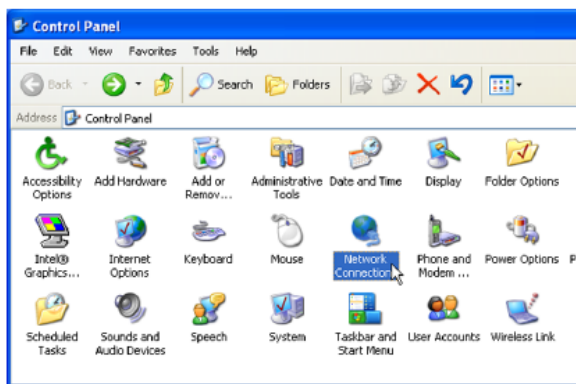 Control Panel
File Edit View Favorites Tools Help
Back Search Folders
Address Control Panel
Accessibility Options
Add Hardware
Add or Remov...
Administrative Tools
Date and Time
Display
Folder Options
Intel® Graphics...
Internet Options
Keyboard
Mouse
Network Connection
Phone and Modem ...
Power Options
P
Scheduled Tasks
Sounds and Audio Devices
Speech
System
Taskbar and Start Menu
User Accounts
Wireless Link